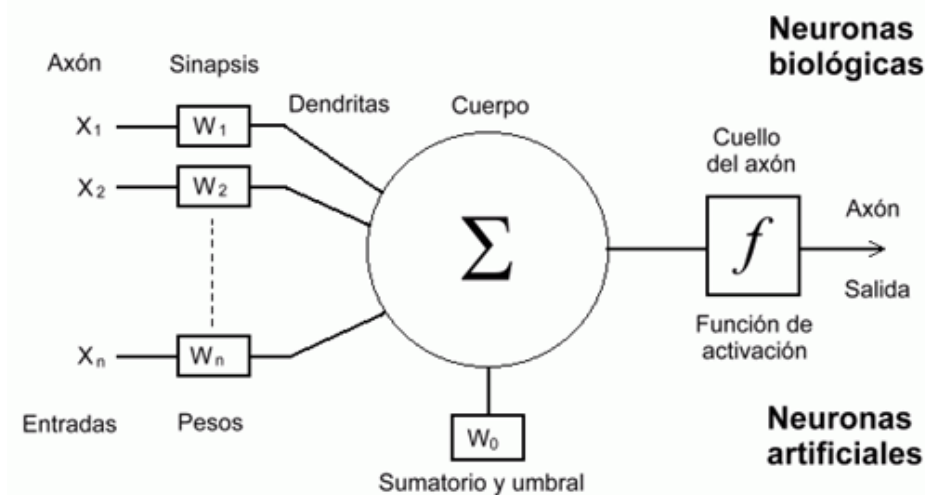 Neuronas
biológicas
Axón
Sinapsis
Dendritas
Cuerpo
Cuello
del axón
X1
W1
X2
W2
Σ
f
Axón
Salida
Función de
activación
Xn
Wn
Entradas
Pesos
W0
Sumatorio y umbral
Neuronas
artificiales